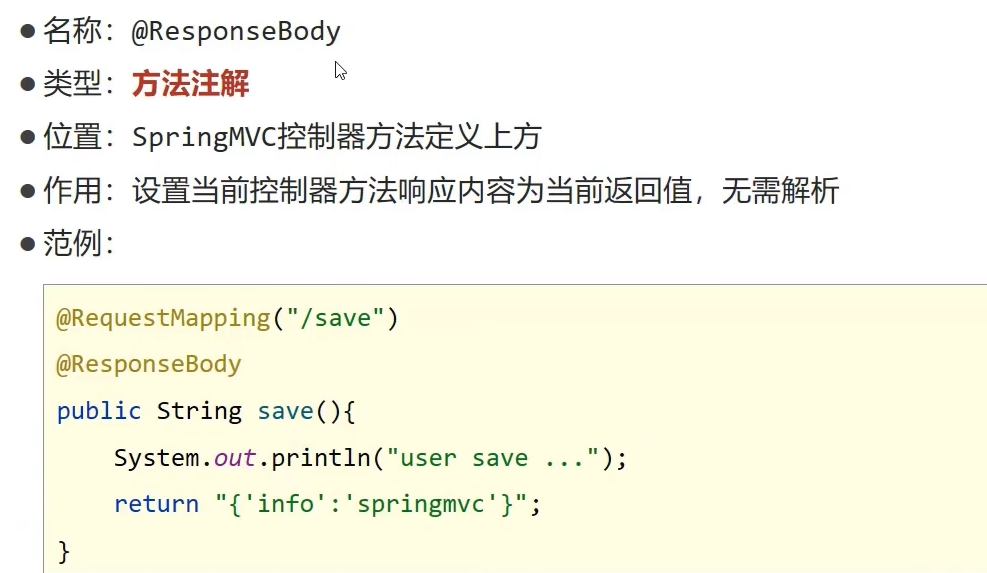 ● 名称：@ResponseBody
● 类型：方法注解
● 位置：SpringMVC控制器方法定义上方
● 作用：设置当前控制器方法响应内容为当前返回值，无需解析
● 范例：
@RequestMapping("/save")
@ResponseBody
public String save(){
    System.out.println("user save ...");
    return "{'info':'springmvc'}";
}